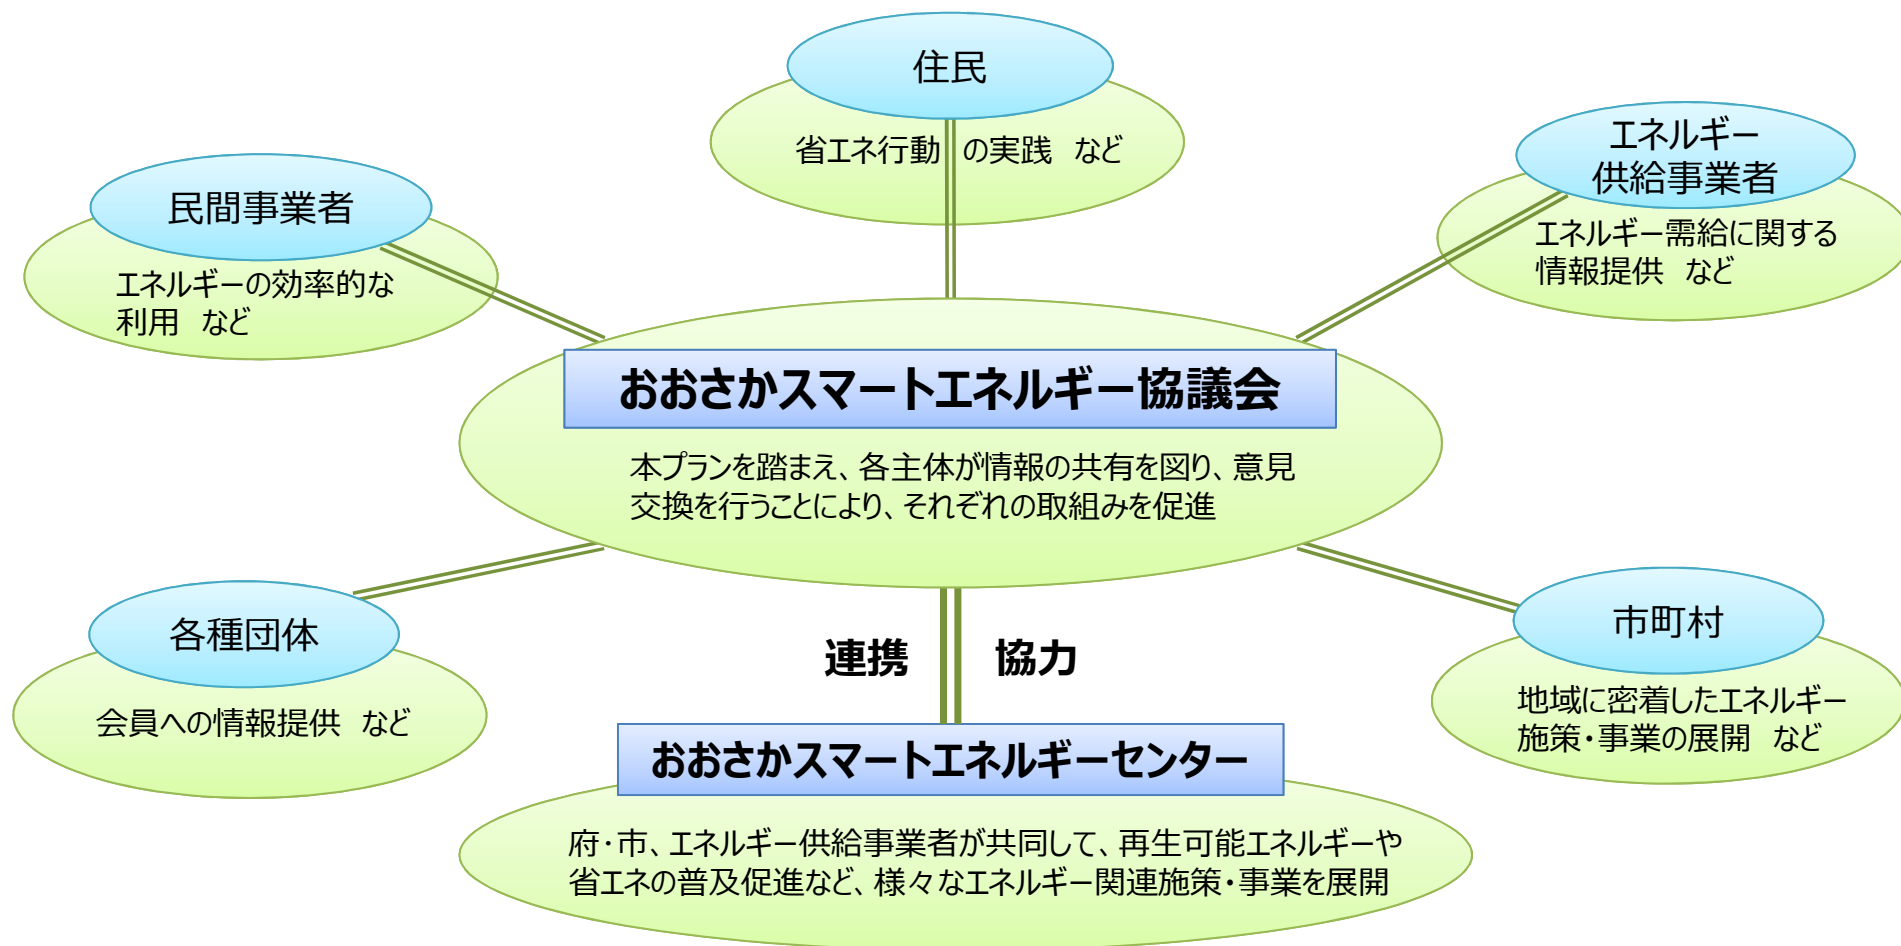 住民
省エネ行動 の実践 など
エネルギー
供給事業者
エネルギー需給に関する
情報提供 など
民間事業者
エネルギーの効率的な
利用 など
おおさかスマートエネルギー協議会
本プランを踏まえ、各主体が情報の共有を図り、意見
交換を行うことにより、それぞれの取組みを促進
各種団体
会員への情報提供 など
連携 協力
市町村
地域に密着したエネルギー
施策・事業の展開 など
おおさかスマートエネルギーセンター
府・市、エネルギー供給事業者が共同して、再生可能エネルギーや
省エネの普及促進など、様々なエネルギー関連施策・事業を展開